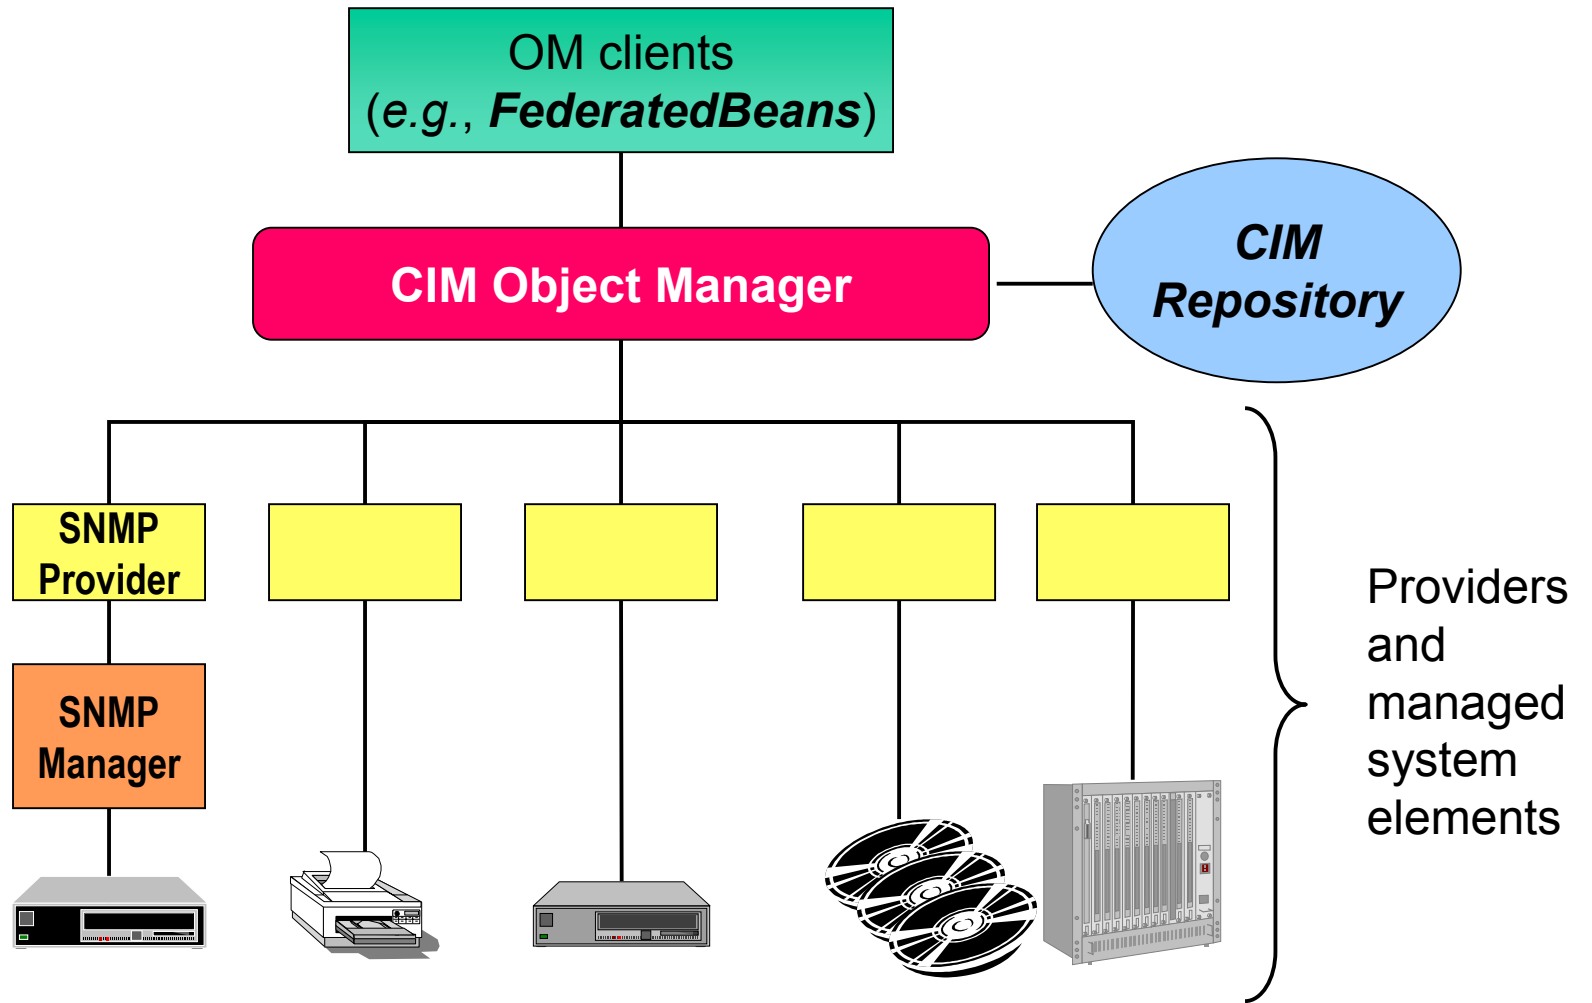 OM clients
(e.g., FederatedBeans)
CIM Object Manager
CIM
Repository
SNMP
Provider
SNMP
Manager
Providers
and
managed
system
elements